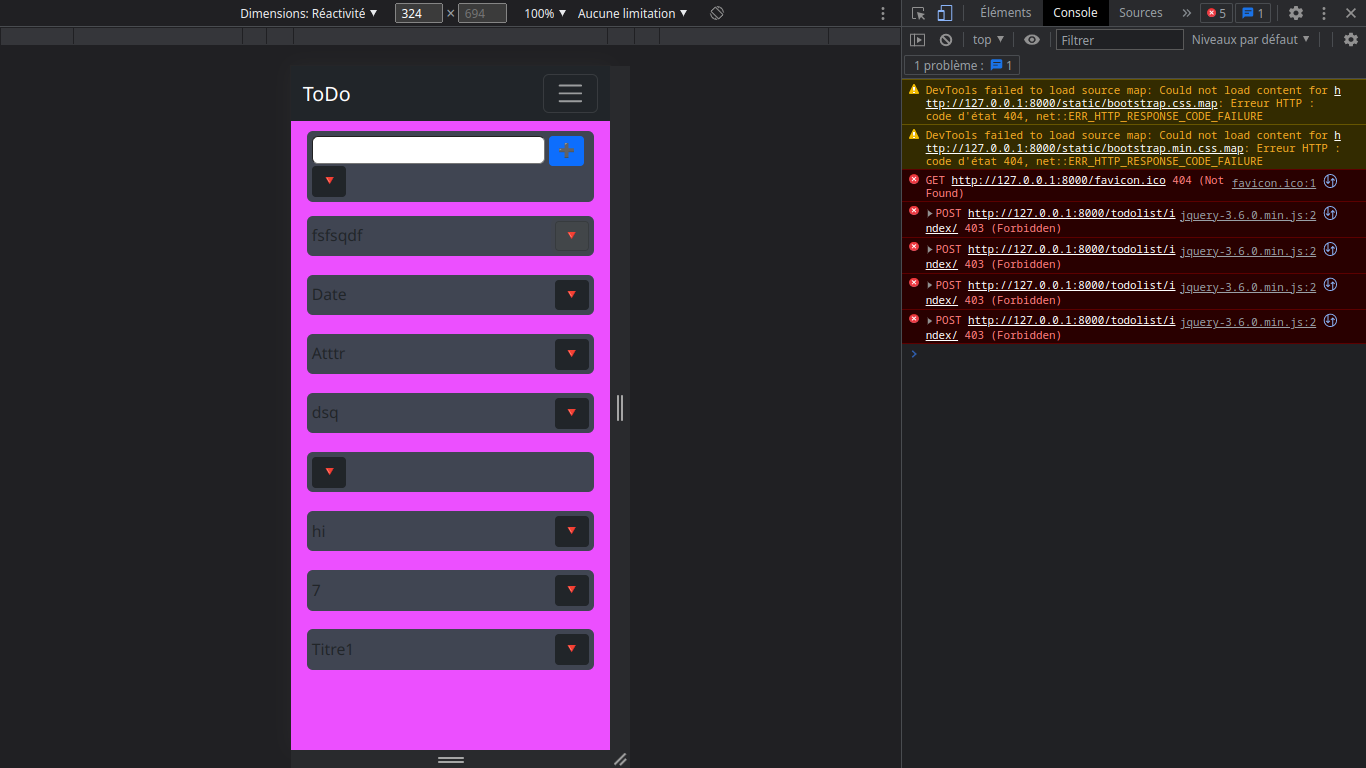 Dimensions: Réactivité ▼ 324 × 694 100% ▼ Aucune limitation ▼
Éléments Console Sources » 5 1
top ▼ Filtrer Niveaux par défaut ▼
1 problème : 1
ToDo
fsfsqdf
Date
Atttr
dsq
hi
7
Titre1
DevTools failed to load source map: Could not load content for h
ttp://127.0.0.1:8000/static/bootstrap.css.map: Erreur HTTP :
code d'état 404, net::ERR_HTTP_RESPONSE_CODE_FAILURE
DevTools failed to load source map: Could not load content for h
ttp://127.0.0.1:8000/static/bootstrap.min.css.map: Erreur HTTP :
code d'état 404, net::ERR_HTTP_RESPONSE_CODE_FAILURE
GET http://127.0.0.1:8000/favicon.ico 404 (Not favicon.ico:1
Found)
POST http://127.0.0.1:8000/todolist/i jquery-3.6.0.min.js:2
ndex/ 403 (Forbidden)
POST http://127.0.0.1:8000/todolist/i jquery-3.6.0.min.js:2
ndex/ 403 (Forbidden)
POST http://127.0.0.1:8000/todolist/i jquery-3.6.0.min.js:2
ndex/ 403 (Forbidden)
POST http://127.0.0.1:8000/todolist/i jquery-3.6.0.min.js:2
ndex/ 403 (Forbidden)